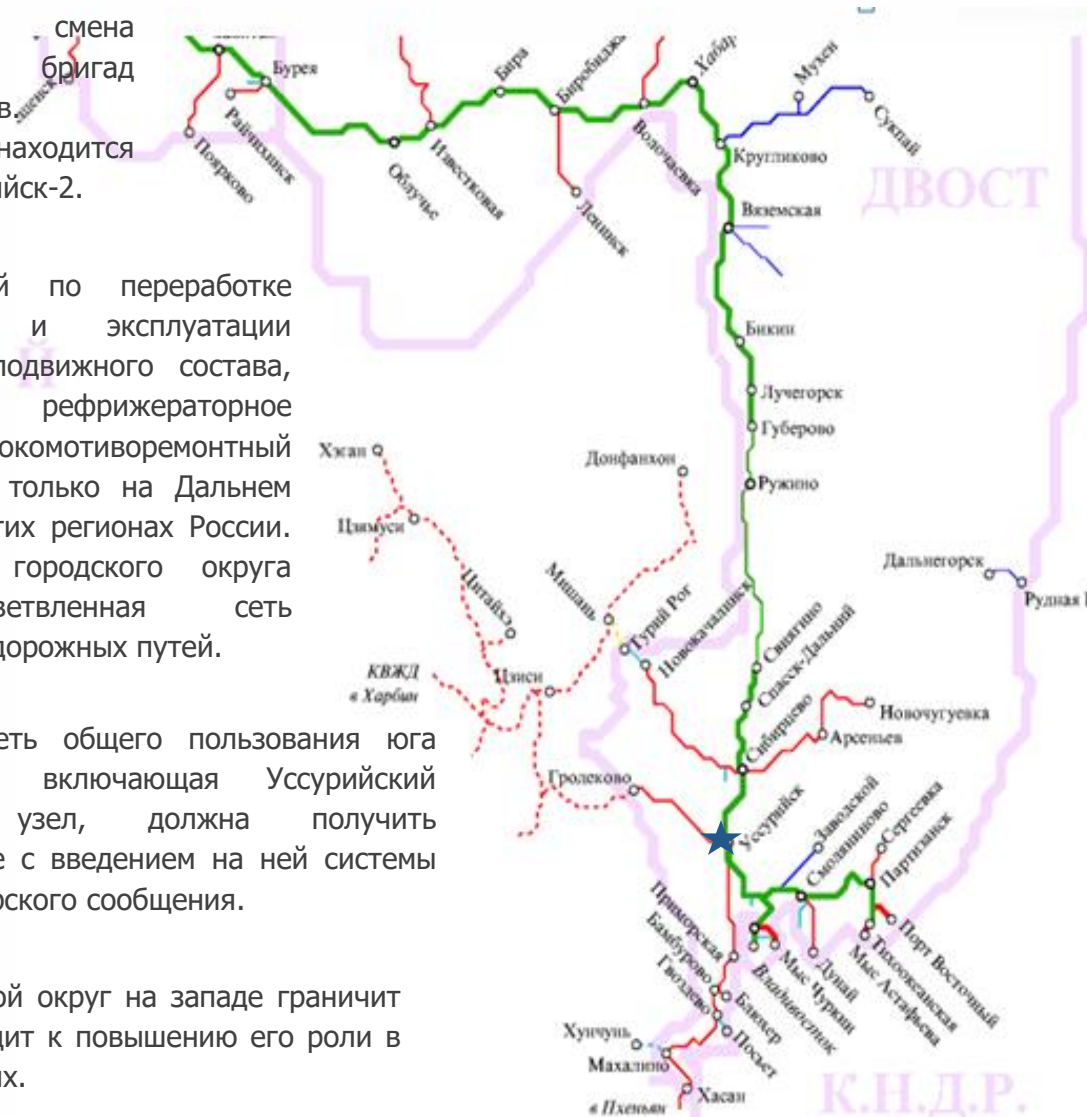 смена
бригад
в.
находится
йск-2.
й по переработке
и эксплуатации
подвижного состава,
рефрижераторное
окомотиворемонтный
только на Дальнем
гих регионах России.
городского округа
ветвленная сеть
дорожных путей.
еть общего пользования юга
включающая Уссурийский
узел, должна получить
е с введением на ней системы
рского сообщения.
ой округ на западе граничит
дит к повышению его роли в
их.
Бурея
Райчихинск
Поярково
Облучье
Известковая
Бира
Биробиджа
Ленинск
Волочаевка
Хабар
Мухен
Сукпай
Кругликово
ДВОСТ
Вяземская
Бикин
Лучегорск
Губерово
Ружино
Й
Хэган
Цзямуси
Цитайхэ
Донфанхон
Мишань
Турий Рог
Новокачалинск
КВЖД
в Харбин
Цзиси
Свиягино
Спасск-Дальний
Сибирцево
Дальнегорск
Рудная
Новочугуевка
Арсеньев
Гродеково
Уссурийск
Заводской
Смоляниново
Сергеевка
Партизанск
Приморская
Бамбурово
Гвоздево
Владивосток
Мыс Чуркин
Дунай
Мыс Астафьева
Тихоокеанская
Порт Восточный
Блюхер
Посьет
Хунчунь
Махалино
Хасан
в Пхеньян
К.Н.Д.Р.